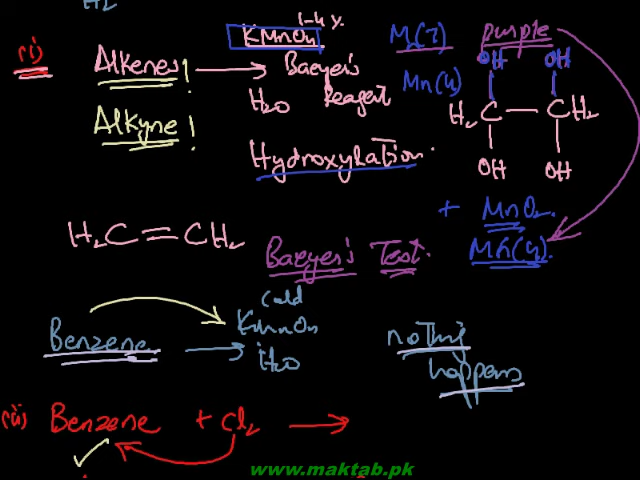 H2
(i) Alkenes! KMnO4 1-4 %. M(7) purple
Baeyer's Reagent Mn(4)
H2O
Alkyne!
Hydroxylation.
OH OH
H2C — CH2
OH OH
+ MnO2.
Mn(4).
H2C = CH2
Baeyer's Test.
Benzene cold KMnO4 H2O
nothing happens
(ii) Benzene + Cl2
www.maktab.pk